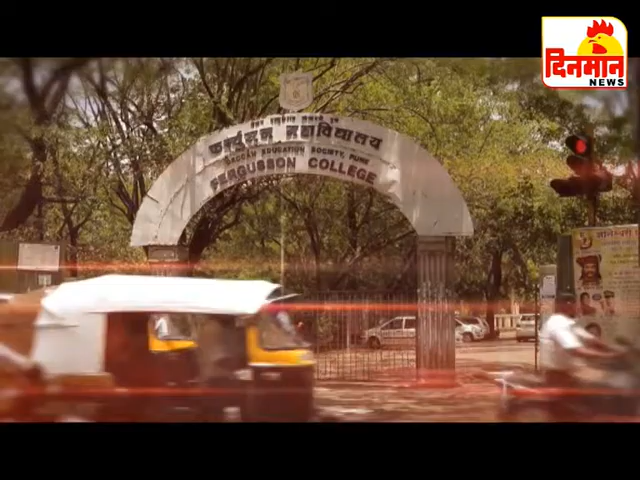 दिनमान
NEWS
फर्ग्युसन महाविद्यालय
DECCAN EDUCATION SOCIETY, PUNE
FERGUSSON COLLEGE